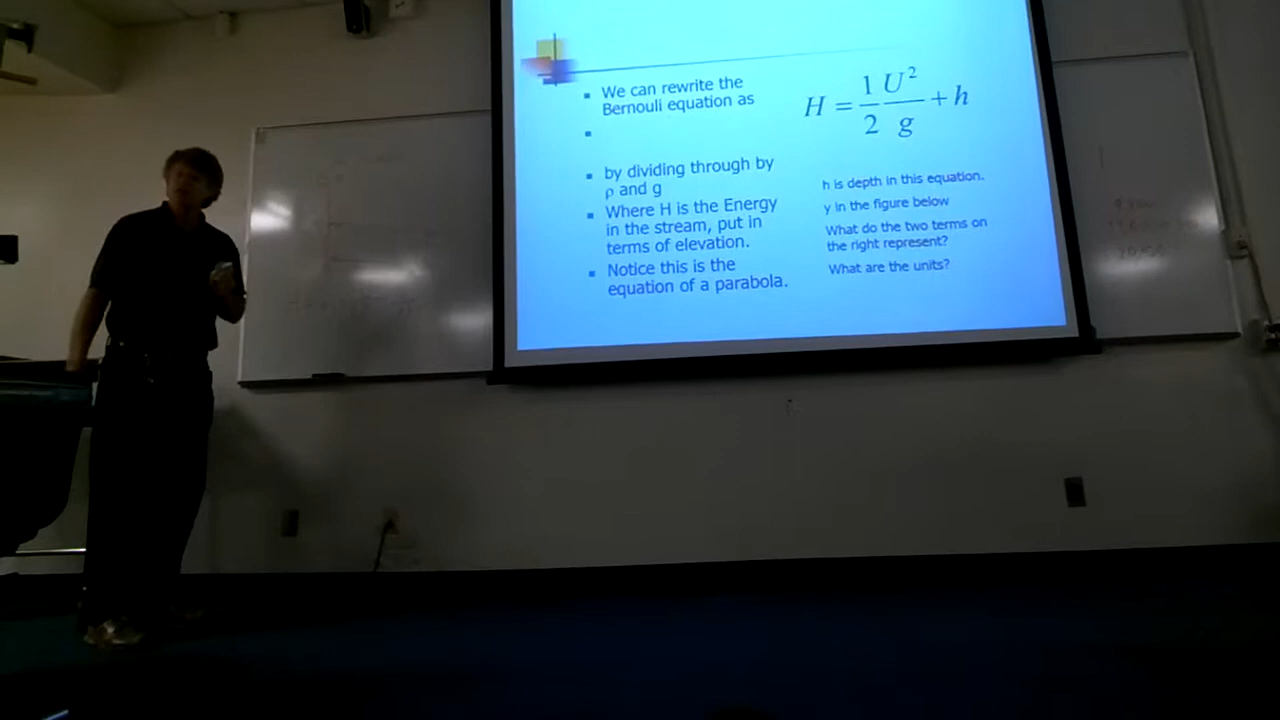 We can rewrite the
Bernouli equation as
H = 1/2 U²/g + h
by dividing through by
ρ and g
Where H is the Energy
in the stream, put in
terms of elevation.
Notice this is the
equation of a parabola.
h is depth in this equation.
y in the figure below
What do the two terms on
the right represent?
What are the units?